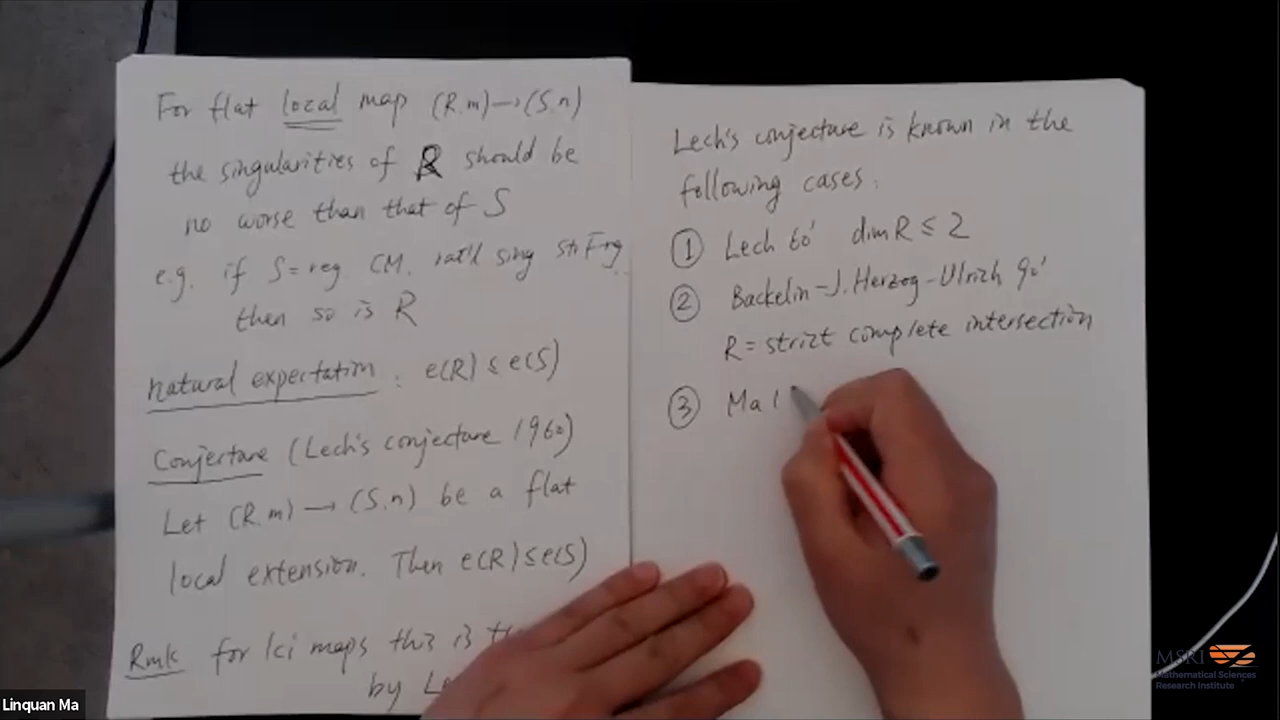 For flat local map (R.m)→(S.n)
the singularities of R should be
no worse than that of S
e.g. if S=reg CM. rat'l sing str F-reg
then so is R
natural expectation : e(R) ≤ e(S)
Conjecture (Lech's conjecture 1960)
Let (R.m) → (S.n) be a flat
local extension. Then e(R) ≤ e(S)
Rmk for lci maps this is
by
Lech's conjecture is known in the
following cases:
① Lech 60' dim R ≤ 2
② Backelin-J.Herzog-Ulrich 90'
R = strict complete intersection
③ Ma
MSRI
Mathematical Sciences
Research Institute
Linquan Ma